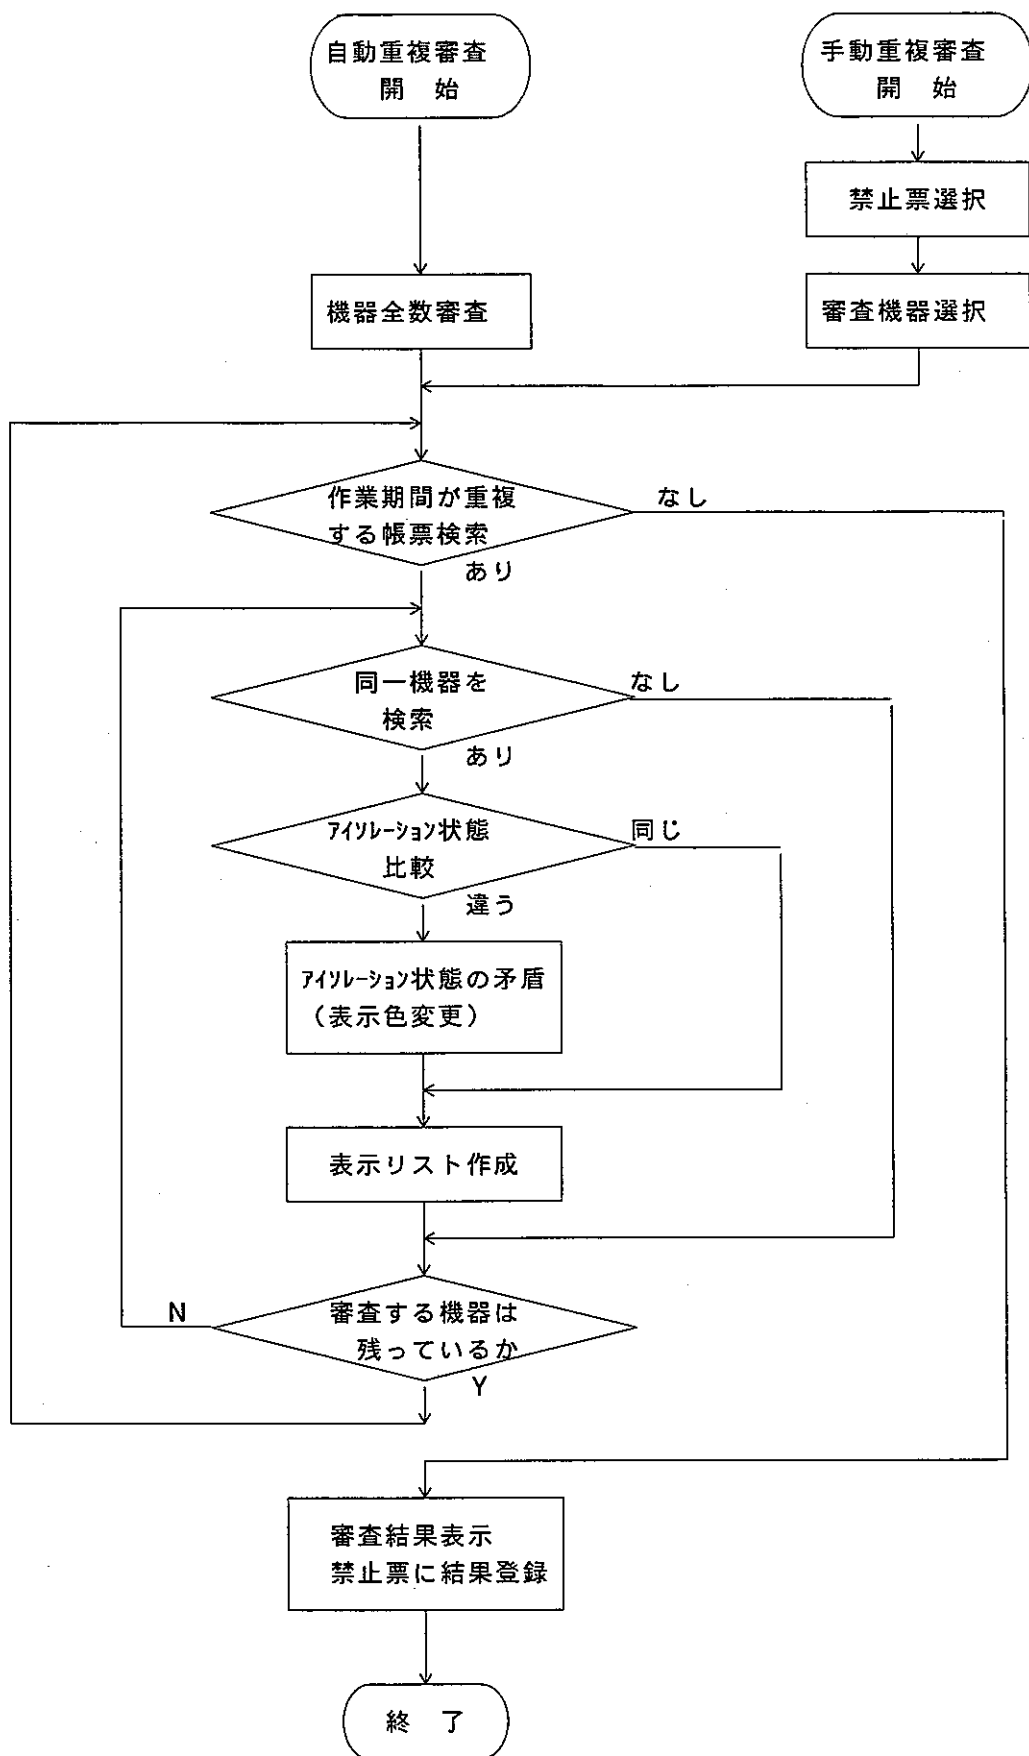 自動重複審査
開 始
手動重複審査
開 始
禁止票選択
機器全数審査
審査機器選択
作業期間が重複
する帳票検索
なし
あり
同一機器を
検索
なし
あり
ｱｲｿﾚｰｼｮﾝ状態
比較
同じ
違う
ｱｲｿﾚｰｼｮﾝ状態の矛盾
（表示色変更）
表示リスト作成
審査する機器は
残っているか
N
Y
審査結果表示
禁止票に結果登録
終 了